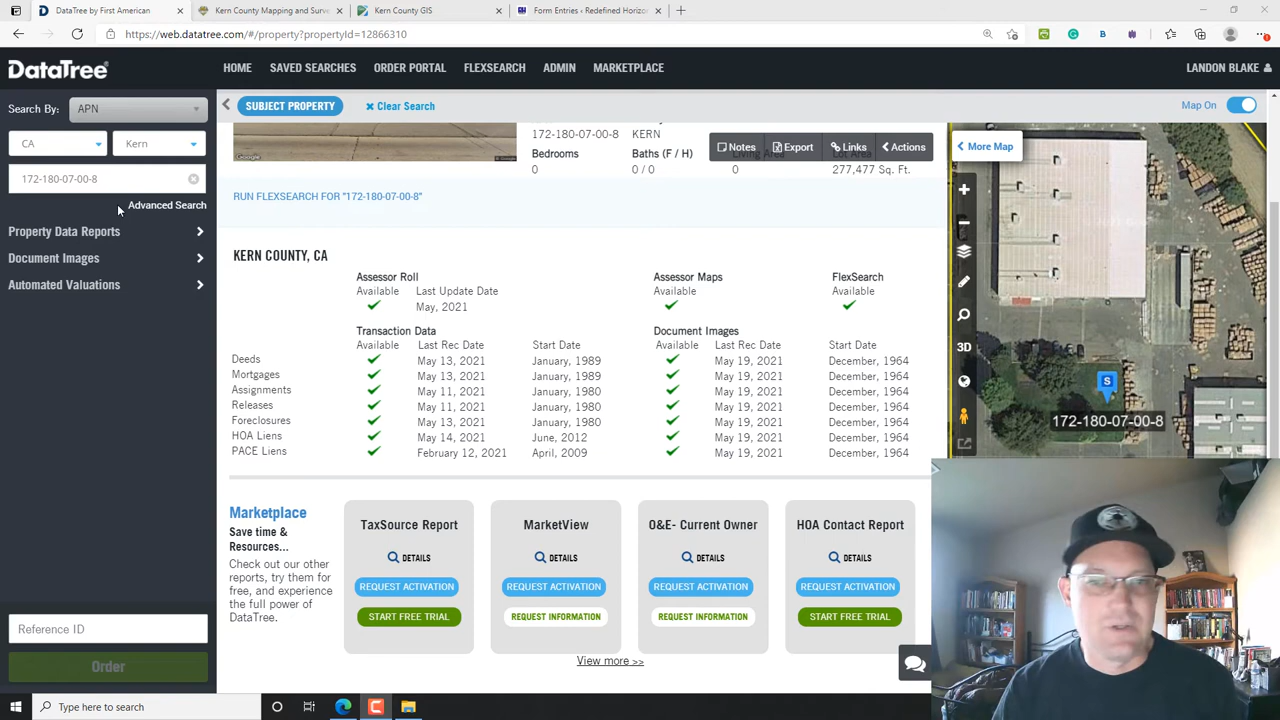 DataTree by First American
Kern County Mapping and Surve
Kern County GIS
Form Entries ‹ Redefined Horizo
https://web.datatree.com/#/property?propertyId=12866310
DataTree
HOME
SAVED SEARCHES
ORDER PORTAL
FLEXSEARCH
ADMIN
MARKETPLACE
LANDON BLAKE
Search By:
APN
CA
Kern
172-180-07-00-8
Advanced Search
Property Data Reports
Document Images
Automated Valuations
Reference ID
Order
SUBJECT PROPERTY
Clear Search
Map On
172-180-07-00-8 KERN
Bedrooms Baths (F / H) Living Area Lot Area
0 0 / 0 0 277,477 Sq. Ft.
Notes Export Links Actions
Google
More Map
RUN FLEXSEARCH FOR "172-180-07-00-8"
KERN COUNTY, CA
Assessor Roll Assessor Maps FlexSearch
Available Last Update Date Available Available
May, 2021
Transaction Data Document Images
Available Last Rec Date Start Date Available Last Rec Date Start Date
Deeds May 13, 2021 January, 1989 May 19, 2021 December, 1964
Mortgages May 13, 2021 January, 1989 May 19, 2021 December, 1964
Assignments May 11, 2021 January, 1980 May 19, 2021 December, 1964
Releases May 11, 2021 January, 1980 May 19, 2021 December, 1964
Foreclosures May 13, 2021 January, 1980 May 19, 2021 December, 1964
HOA Liens May 14, 2021 June, 2012 May 19, 2021 December, 1964
PACE Liens February 12, 2021 April, 2009 May 19, 2021 December, 1964
3D
S
172-180-07-00-8
Marketplace
Save time &
Resources...
Check out our other
reports, try them for
free, and experience
the full power of
DataTree.
TaxSource Report
DETAILS
REQUEST ACTIVATION
START FREE TRIAL
MarketView
DETAILS
REQUEST ACTIVATION
REQUEST INFORMATION
O&E- Current Owner
DETAILS
REQUEST ACTIVATION
REQUEST INFORMATION
HOA Contact Report
DETAILS
REQUEST ACTIVATION
START FREE TRIAL
View more >>
Type here to search